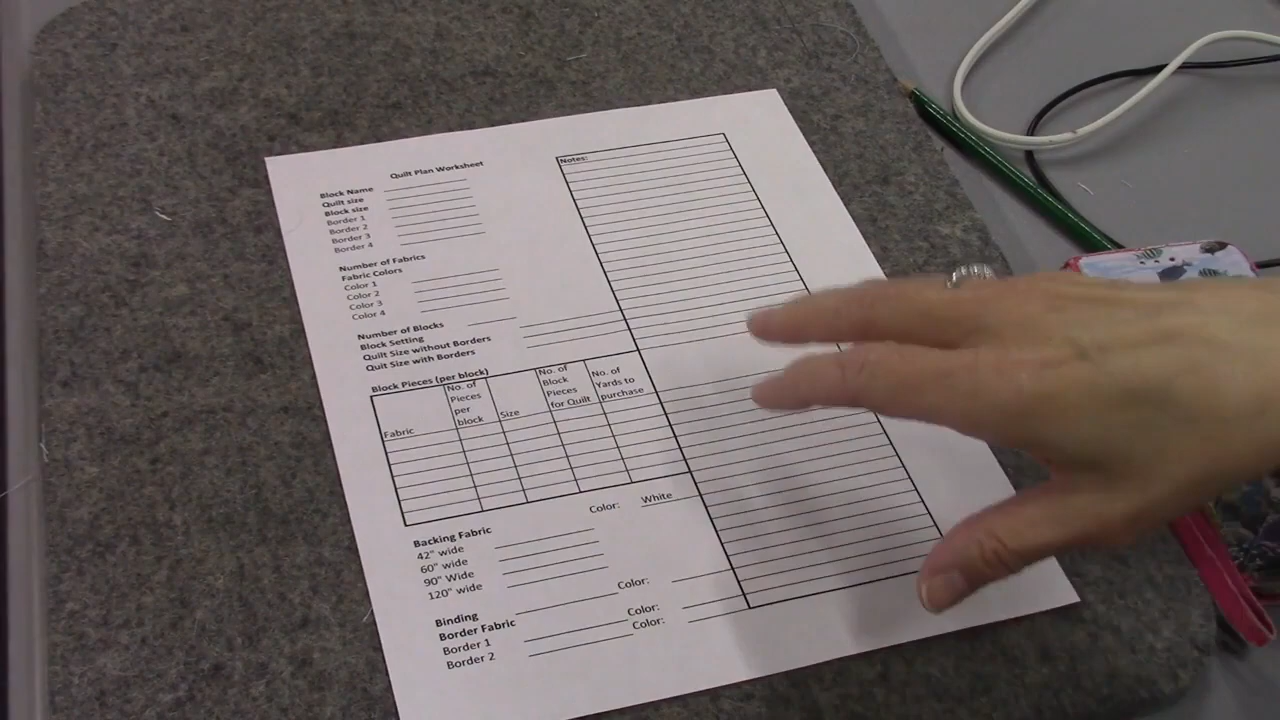 Quilt Plan Worksheet
Block Name
Quilt size
Block size
Border 1
Border 2
Border 3
Border 4
Number of Fabrics
Fabric Colors
Color 1
Color 2
Color 3
Color 4
Number of Blocks
Block Setting
Quilt Size without Borders
Quit Size with Borders
Block Pieces (per block)
Fabric
No. of
Pieces
per
block
Size
No. of
Block
Pieces
for Quilt
No. of
Yards to
purchase
Color: White
Backing Fabric
42" wide
60" wide
90" Wide
120" wide
Binding Color:
Border Fabric
Border 1 Color:
Border 2 Color:
Notes: